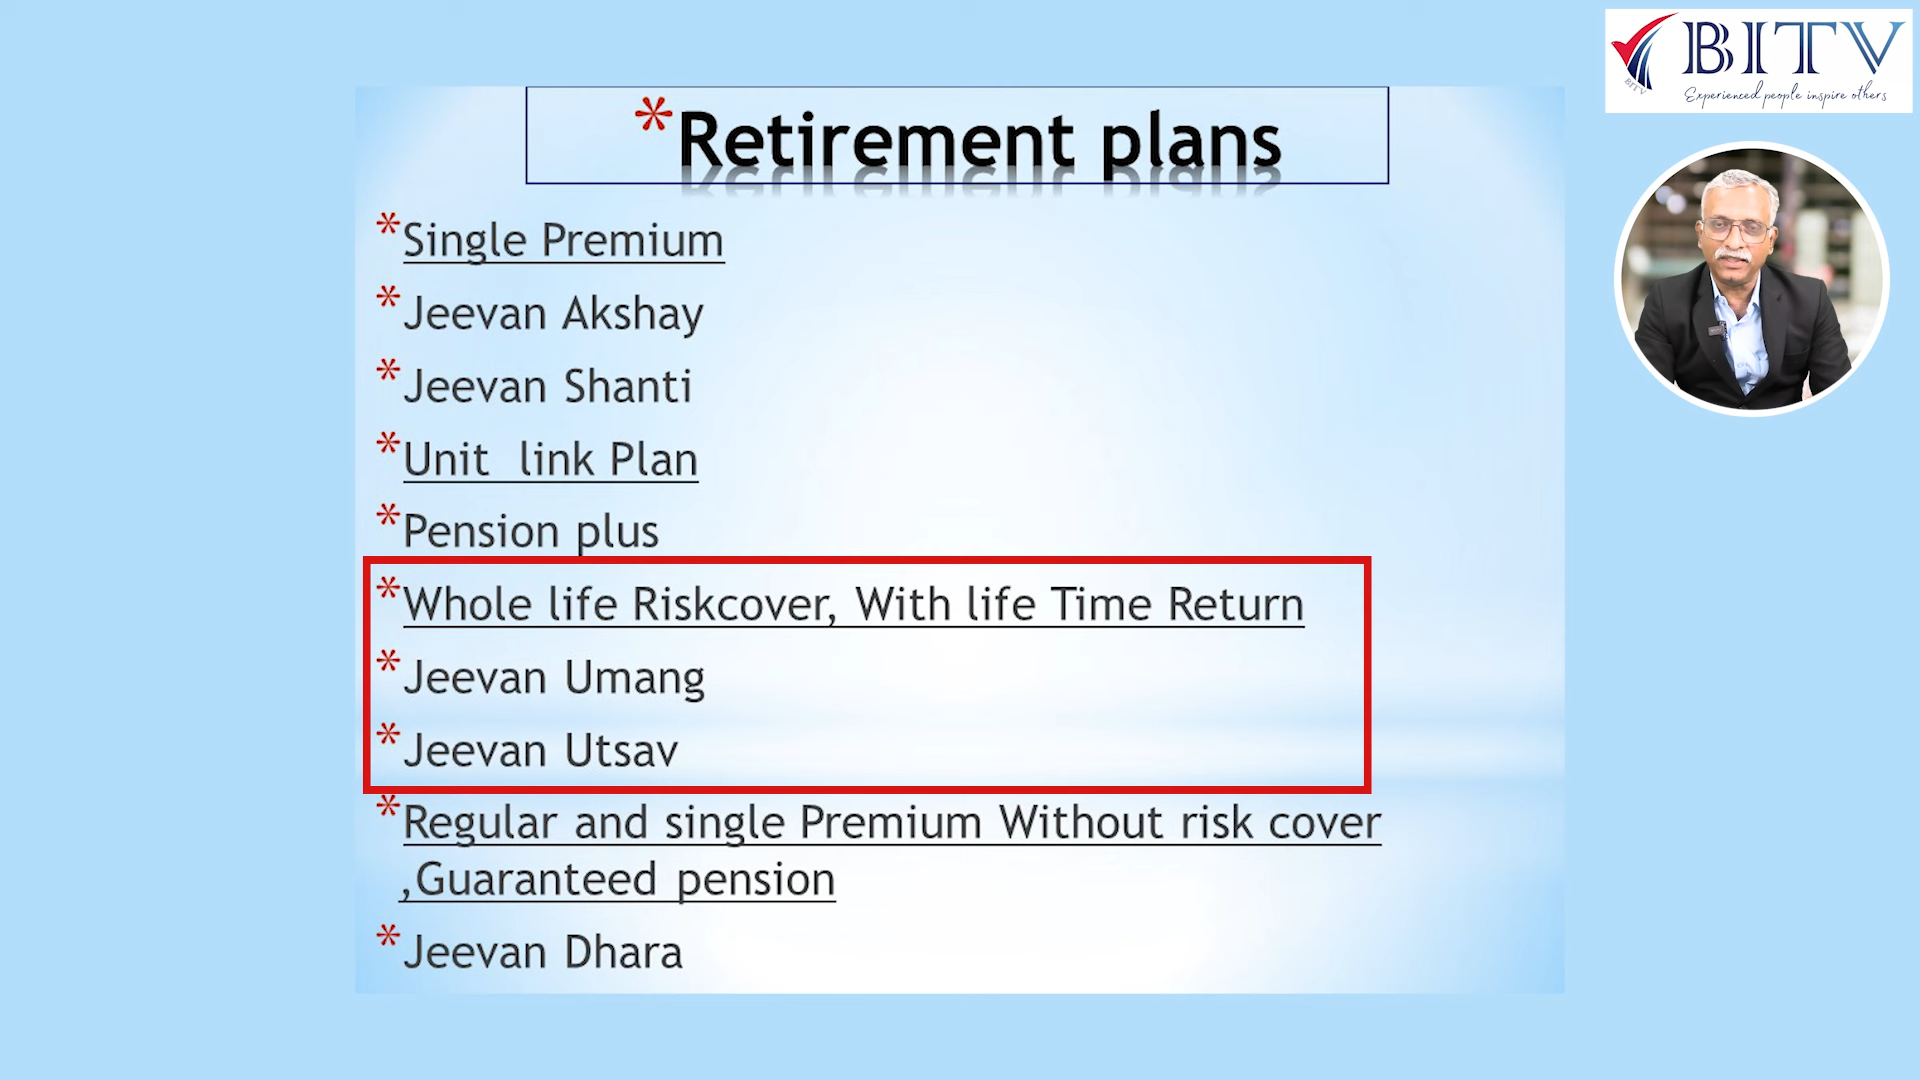 BITV
Experienced people inspire others
*Retirement plans
*Single Premium
*Jeevan Akshay
*Jeevan Shanti
*Unit link Plan
*Pension plus
*Whole life Riskcover, With life Time Return
*Jeevan Umang
*Jeevan Utsav
*Regular and single Premium Without risk cover
,Guaranteed pension
*Jeevan Dhara